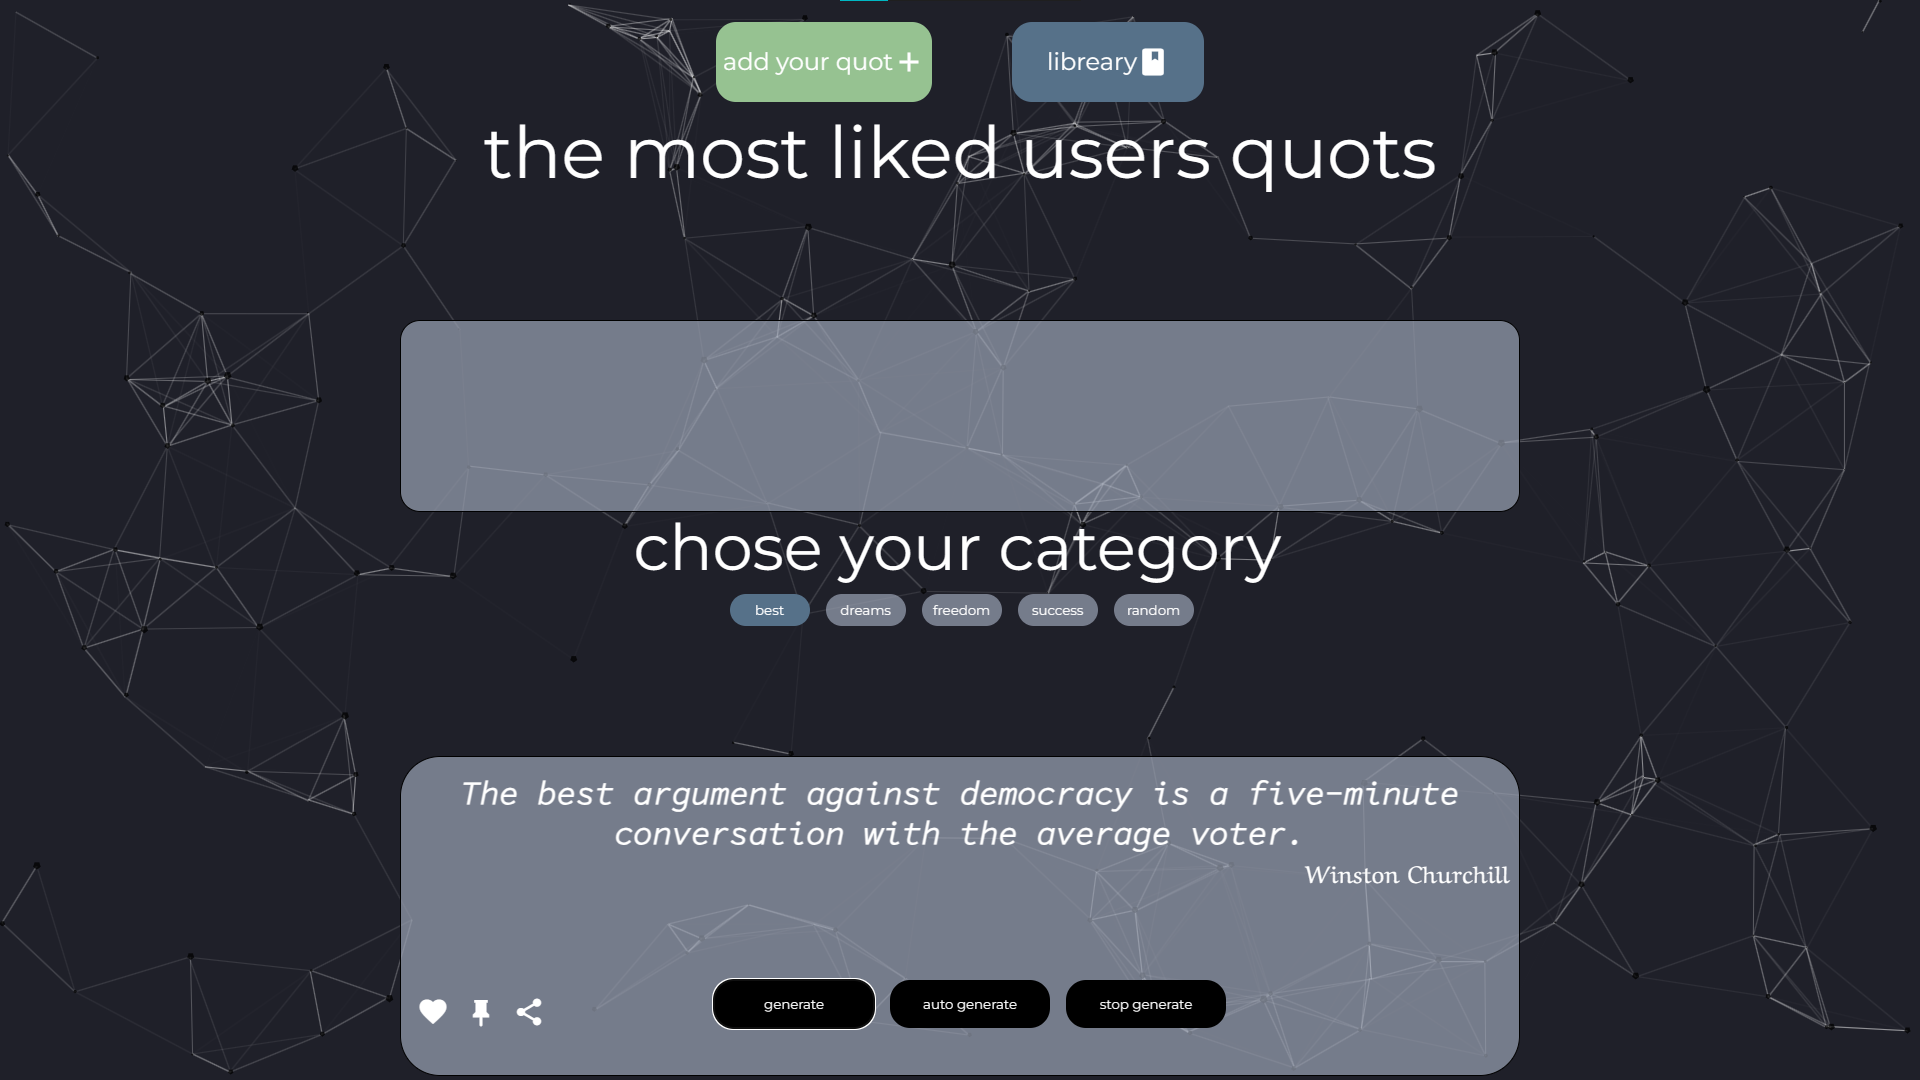 add your quot
libreary
the most liked users quots
chose your category
best
dreams
freedom
success
random
The best argument against democracy is a five-minute
conversation with the average voter.
Winston Churchill
generate
auto generate
stop generate